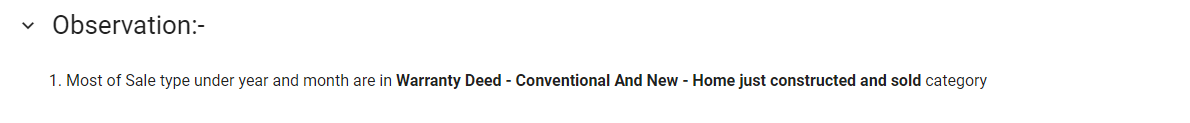 Observation:-
1. Most of Sale type under year and month are in Warranty Deed - Conventional And New - Home just constructed and sold category